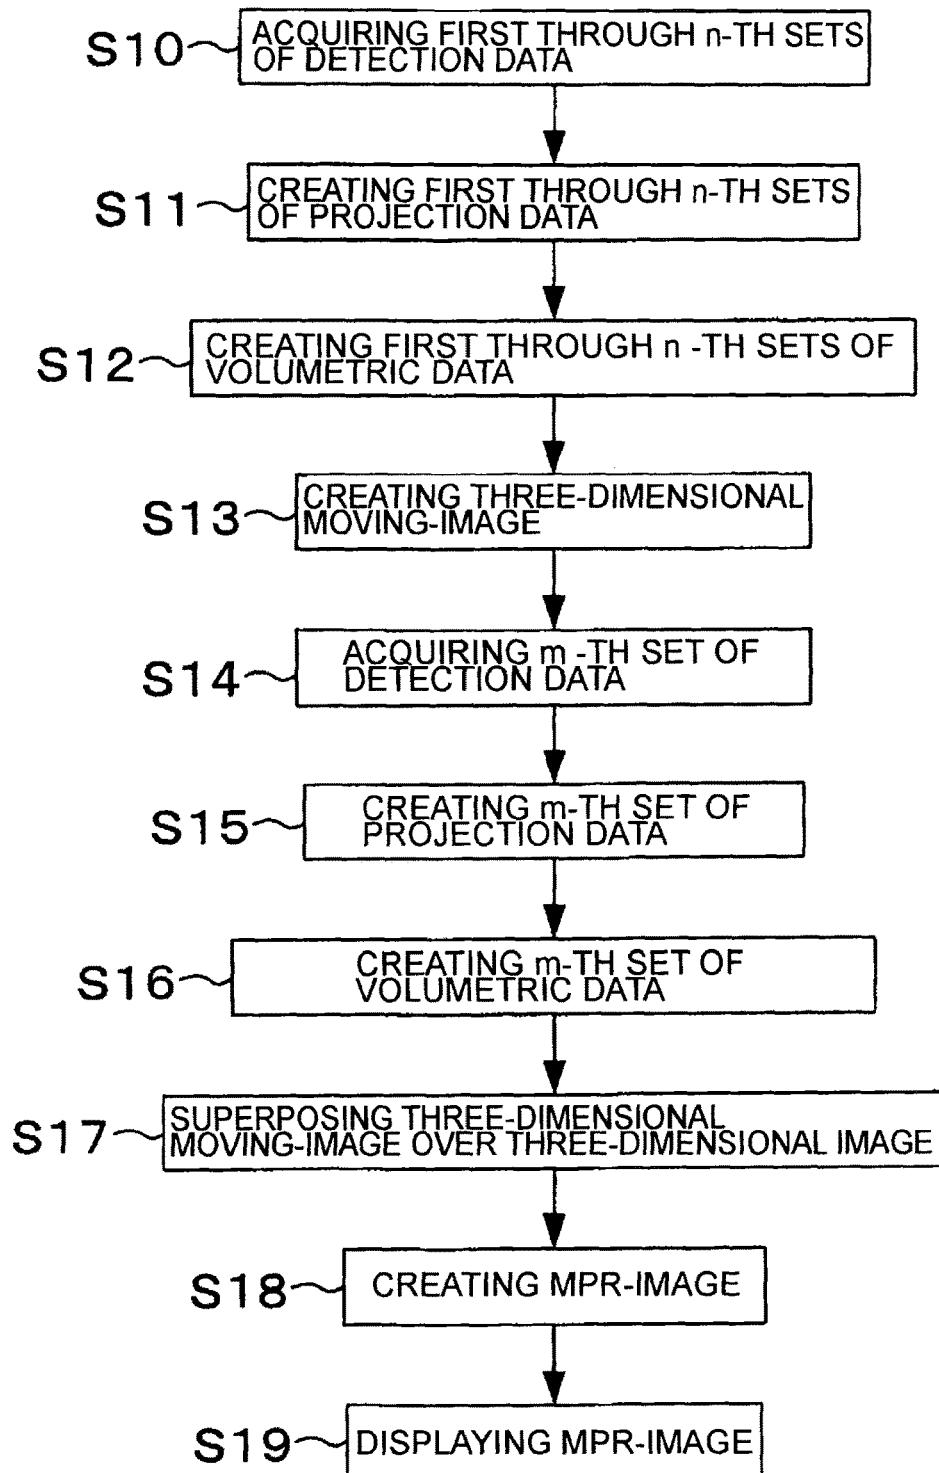 S10
ACQUIRING FIRST THROUGH n-TH SETS
OF DETECTION DATA
S11
CREATING FIRST THROUGH n-TH SETS
OF PROJECTION DATA
S12
CREATING FIRST THROUGH n -TH SETS OF
VOLUMETRIC DATA
S13
CREATING THREE-DIMENSIONAL
MOVING-IMAGE
S14
ACQUIRING m -TH SET OF
DETECTION DATA
S15
CREATING m-TH SET OF
PROJECTION DATA
S16
CREATING m-TH SET OF
VOLUMETRIC DATA
S17
SUPERPOSING THREE-DIMENSIONAL
MOVING-IMAGE OVER THREE-DIMENSIONAL IMAGE
S18
CREATING MPR-IMAGE
S19
DISPLAYING MPR-IMAGE